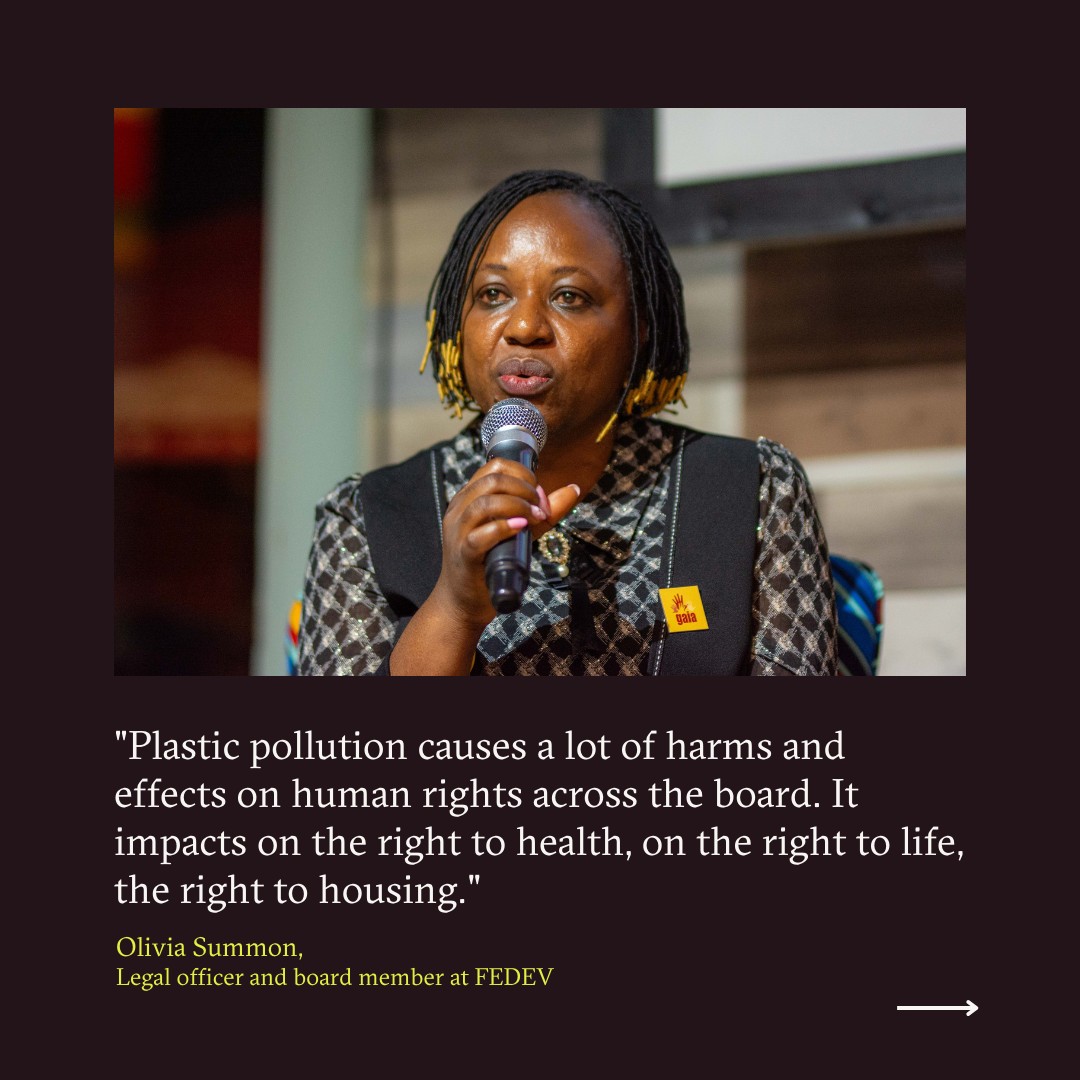 gaia
"Plastic pollution causes a lot of harms and
effects on human rights across the board. It
impacts on the right to health, on the right to life,
the right to housing."
Olivia Summon,
Legal officer and board member at FEDEV